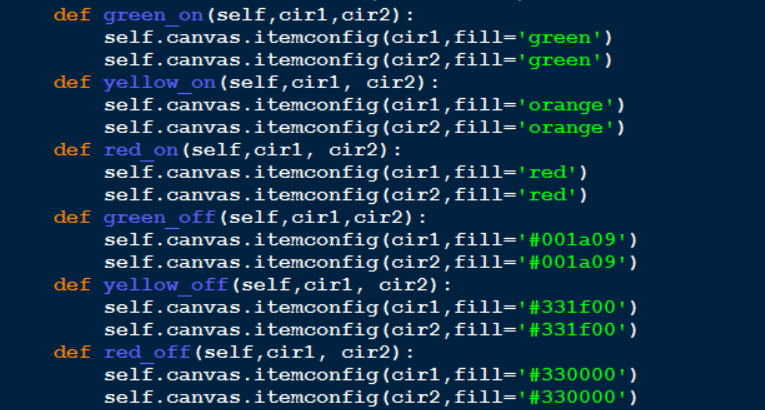 def green_on(self,cir1,cir2):
self.canvas.itemconfig(cir1,fill='green')
self.canvas.itemconfig(cir2,fill='green')
def yellow_on(self,cir1, cir2):
self.canvas.itemconfig(cir1,fill='orange')
self.canvas.itemconfig(cir2,fill='orange')
def red_on(self,cir1, cir2):
self.canvas.itemconfig(cir1,fill='red')
self.canvas.itemconfig(cir2,fill='red')
def green_off(self,cir1,cir2):
self.canvas.itemconfig(cir1,fill='#001a09')
self.canvas.itemconfig(cir2,fill='#001a09')
def yellow_off(self,cir1, cir2):
self.canvas.itemconfig(cir1,fill='#331f00')
self.canvas.itemconfig(cir2,fill='#331f00')
def red_off(self,cir1, cir2):
self.canvas.itemconfig(cir1,fill='#330000')
self.canvas.itemconfig(cir2,fill='#330000')